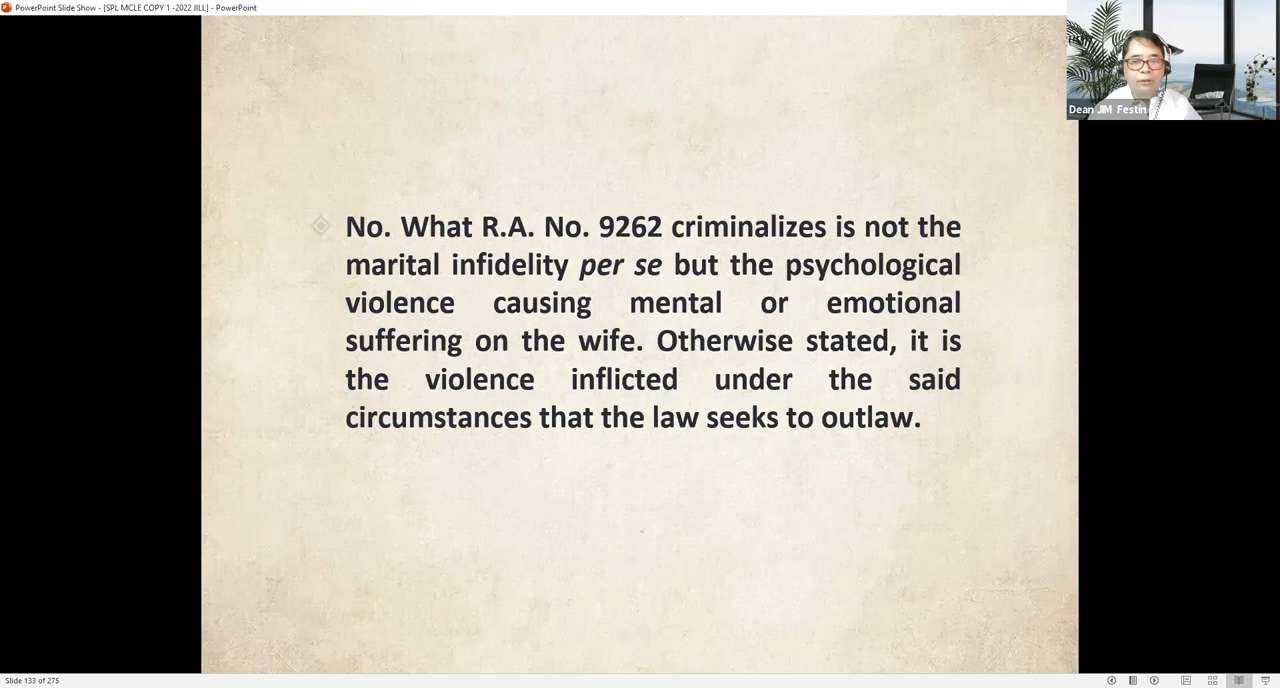 PowerPoint Slide Show - [SPL MCLE COPY 1 -2022 JILL] - PowerPoint
Dean JIM Festin
No. What R.A. No. 9262 criminalizes is not the
marital infidelity per se but the psychological
violence causing mental or emotional
suffering on the wife. Otherwise stated, it is
the violence inflicted under the said
circumstances that the law seeks to outlaw.
Slide 133 of 275